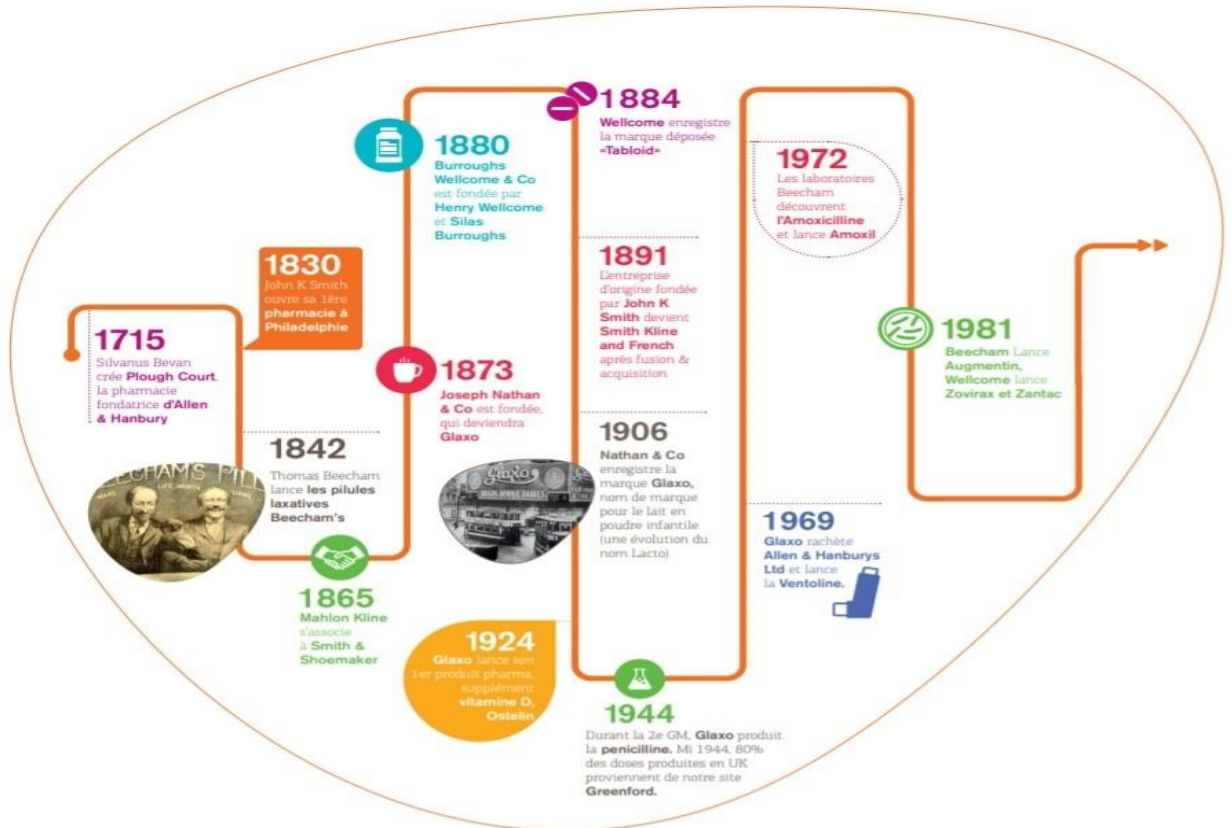 1715
Silvanus Bevan
crée Plough Court,
la pharmacie
fondatrice d'Allen
& Hanbury
1830
John K Smith
ouvre sa 1ère
pharmacie à
Philadelphie
1842
Thomas Beecham
lance les pilules
laxatives
Beecham's
EECHAMS PIL
1865
Mahlon Kline
s'associe
à Smith &
Shoemaker
1873
Joseph Nathan
& Co est fondée,
qui deviendra
Glaxo
1880
Burroughs
Wellcome & Co
est fondée par
Henry Wellcome
et Silas
Burroughs
1884
Wellcome enregistre
la marque déposée
«Tabloid»
1891
L'entreprise
d'origine fondée
par John K
Smith devient
Smith Kline
and French
après fusion &
acquisition
1906
Nathan & Co
enregistre la
marque Glaxo,
nom de marque
pour le lait en
poudre infantile
(une évolution du
nom Lacto)
Glaxo
1924
Glaxo lance son
1er produit pharma,
supplément
vitamine D,
Ostelin
1944
Durant la 2e GM, Glaxo produit
la penicilline. Mi 1944, 80%
des doses produites en UK
proviennent de notre site
Greenford.
1969
Glaxo rachète
Allen & Hanburys
Ltd et lance
la Ventoline.
1972
Les laboratoires
Beecham
découvrent
l'Amoxicilline
et lance Amoxil
1981
Beecham Lance
Augmentin,
Wellcome lance
Zovirax et Zantac